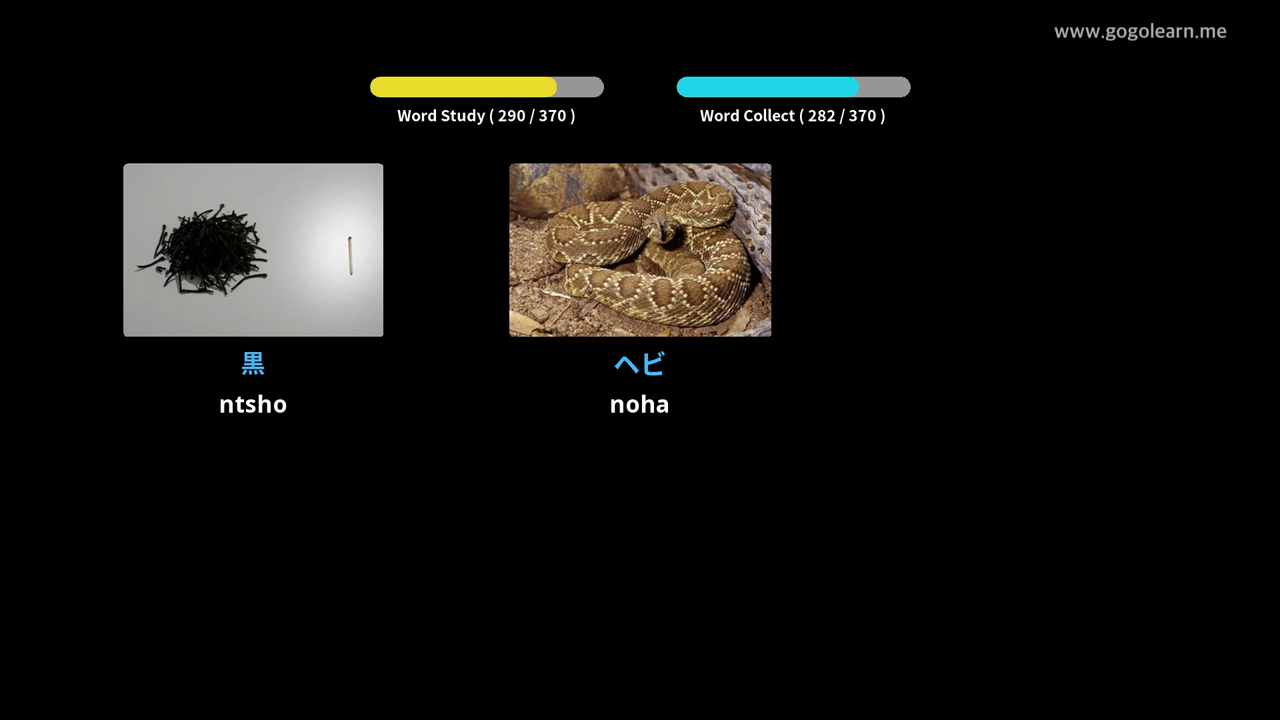 www.gogolearn.me
Word Study ( 290 / 370 )
Word Collect ( 282 / 370 )
黒
ヘビ
ntsho
noha